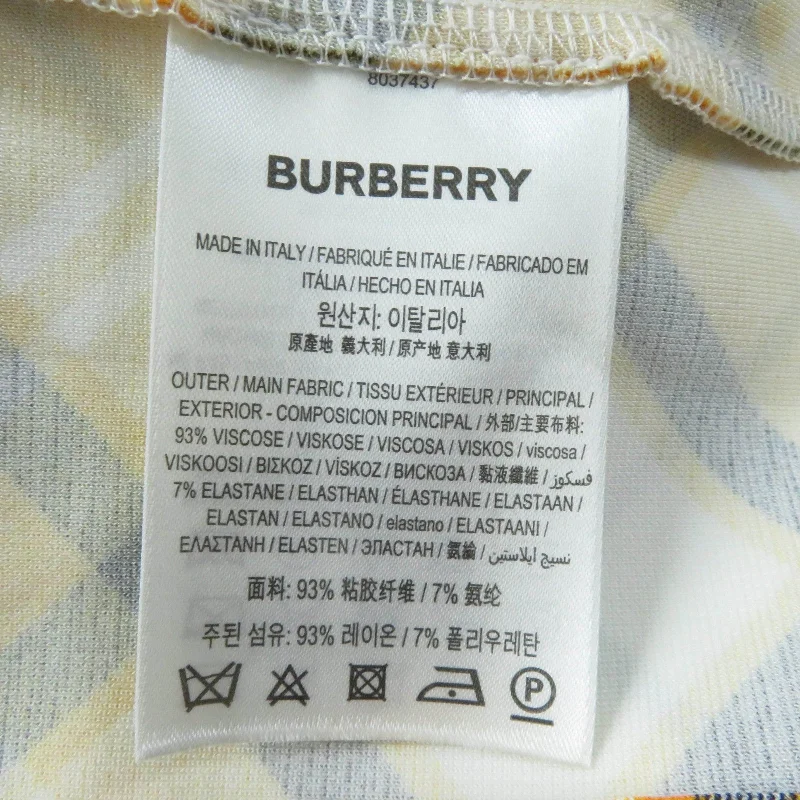 8037437
BURBERRY
MADE IN ITALY / FABRIQUÉ EN ITALIE / FABRICADO EM
ITÁLIA / HECHO EN ITALIA
원산지: 이탈리아
原產地 義大利 / 原产地 意大利
OUTER / MAIN FABRIC / TISSU EXTÉRIEUR / PRINCIPAL /
EXTERIOR - COMPOSICION PRINCIPAL / 外部/主要布料:
93% VISCOSE / VISKOSE / VISCOSA / VISKOS / viscosa /
VISKOOSI / ΒΙΣΚΟΖ / VİSKOZ / ВИСКОЗА / 黏液纖維 / فسكوز
7% ELASTANE / ELASTHAN / ÉLASTHANE / ELASTAAN /
ELASTAN / ELASTANO / elastano / ELASTAANI /
ΕΛΑΣΤΑΝΗ / ELASTEN / ЭЛАСТАН / 氨綸 / نسيج ايلاستين
面料: 93% 粘胶纤维 / 7% 氨纶
주된 섬유: 93% 레이온 / 7% 폴리우레탄
P